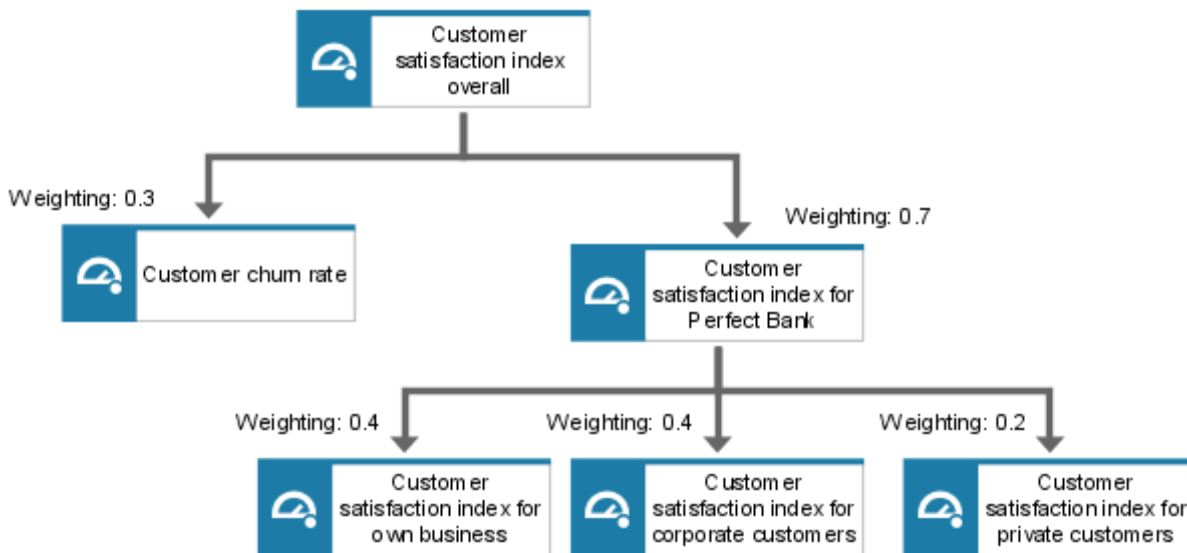 Customer
satisfaction index
overall
Weighting: 0.3
Weighting: 0.7
Customer churn rate
Customer
satisfaction index for
Perfect Bank
Weighting: 0.4
Weighting: 0.4
Weighting: 0.2
Customer
satisfaction index for
own business
Customer
satisfaction index for
corporate customers
Customer
satisfaction index for
private customers